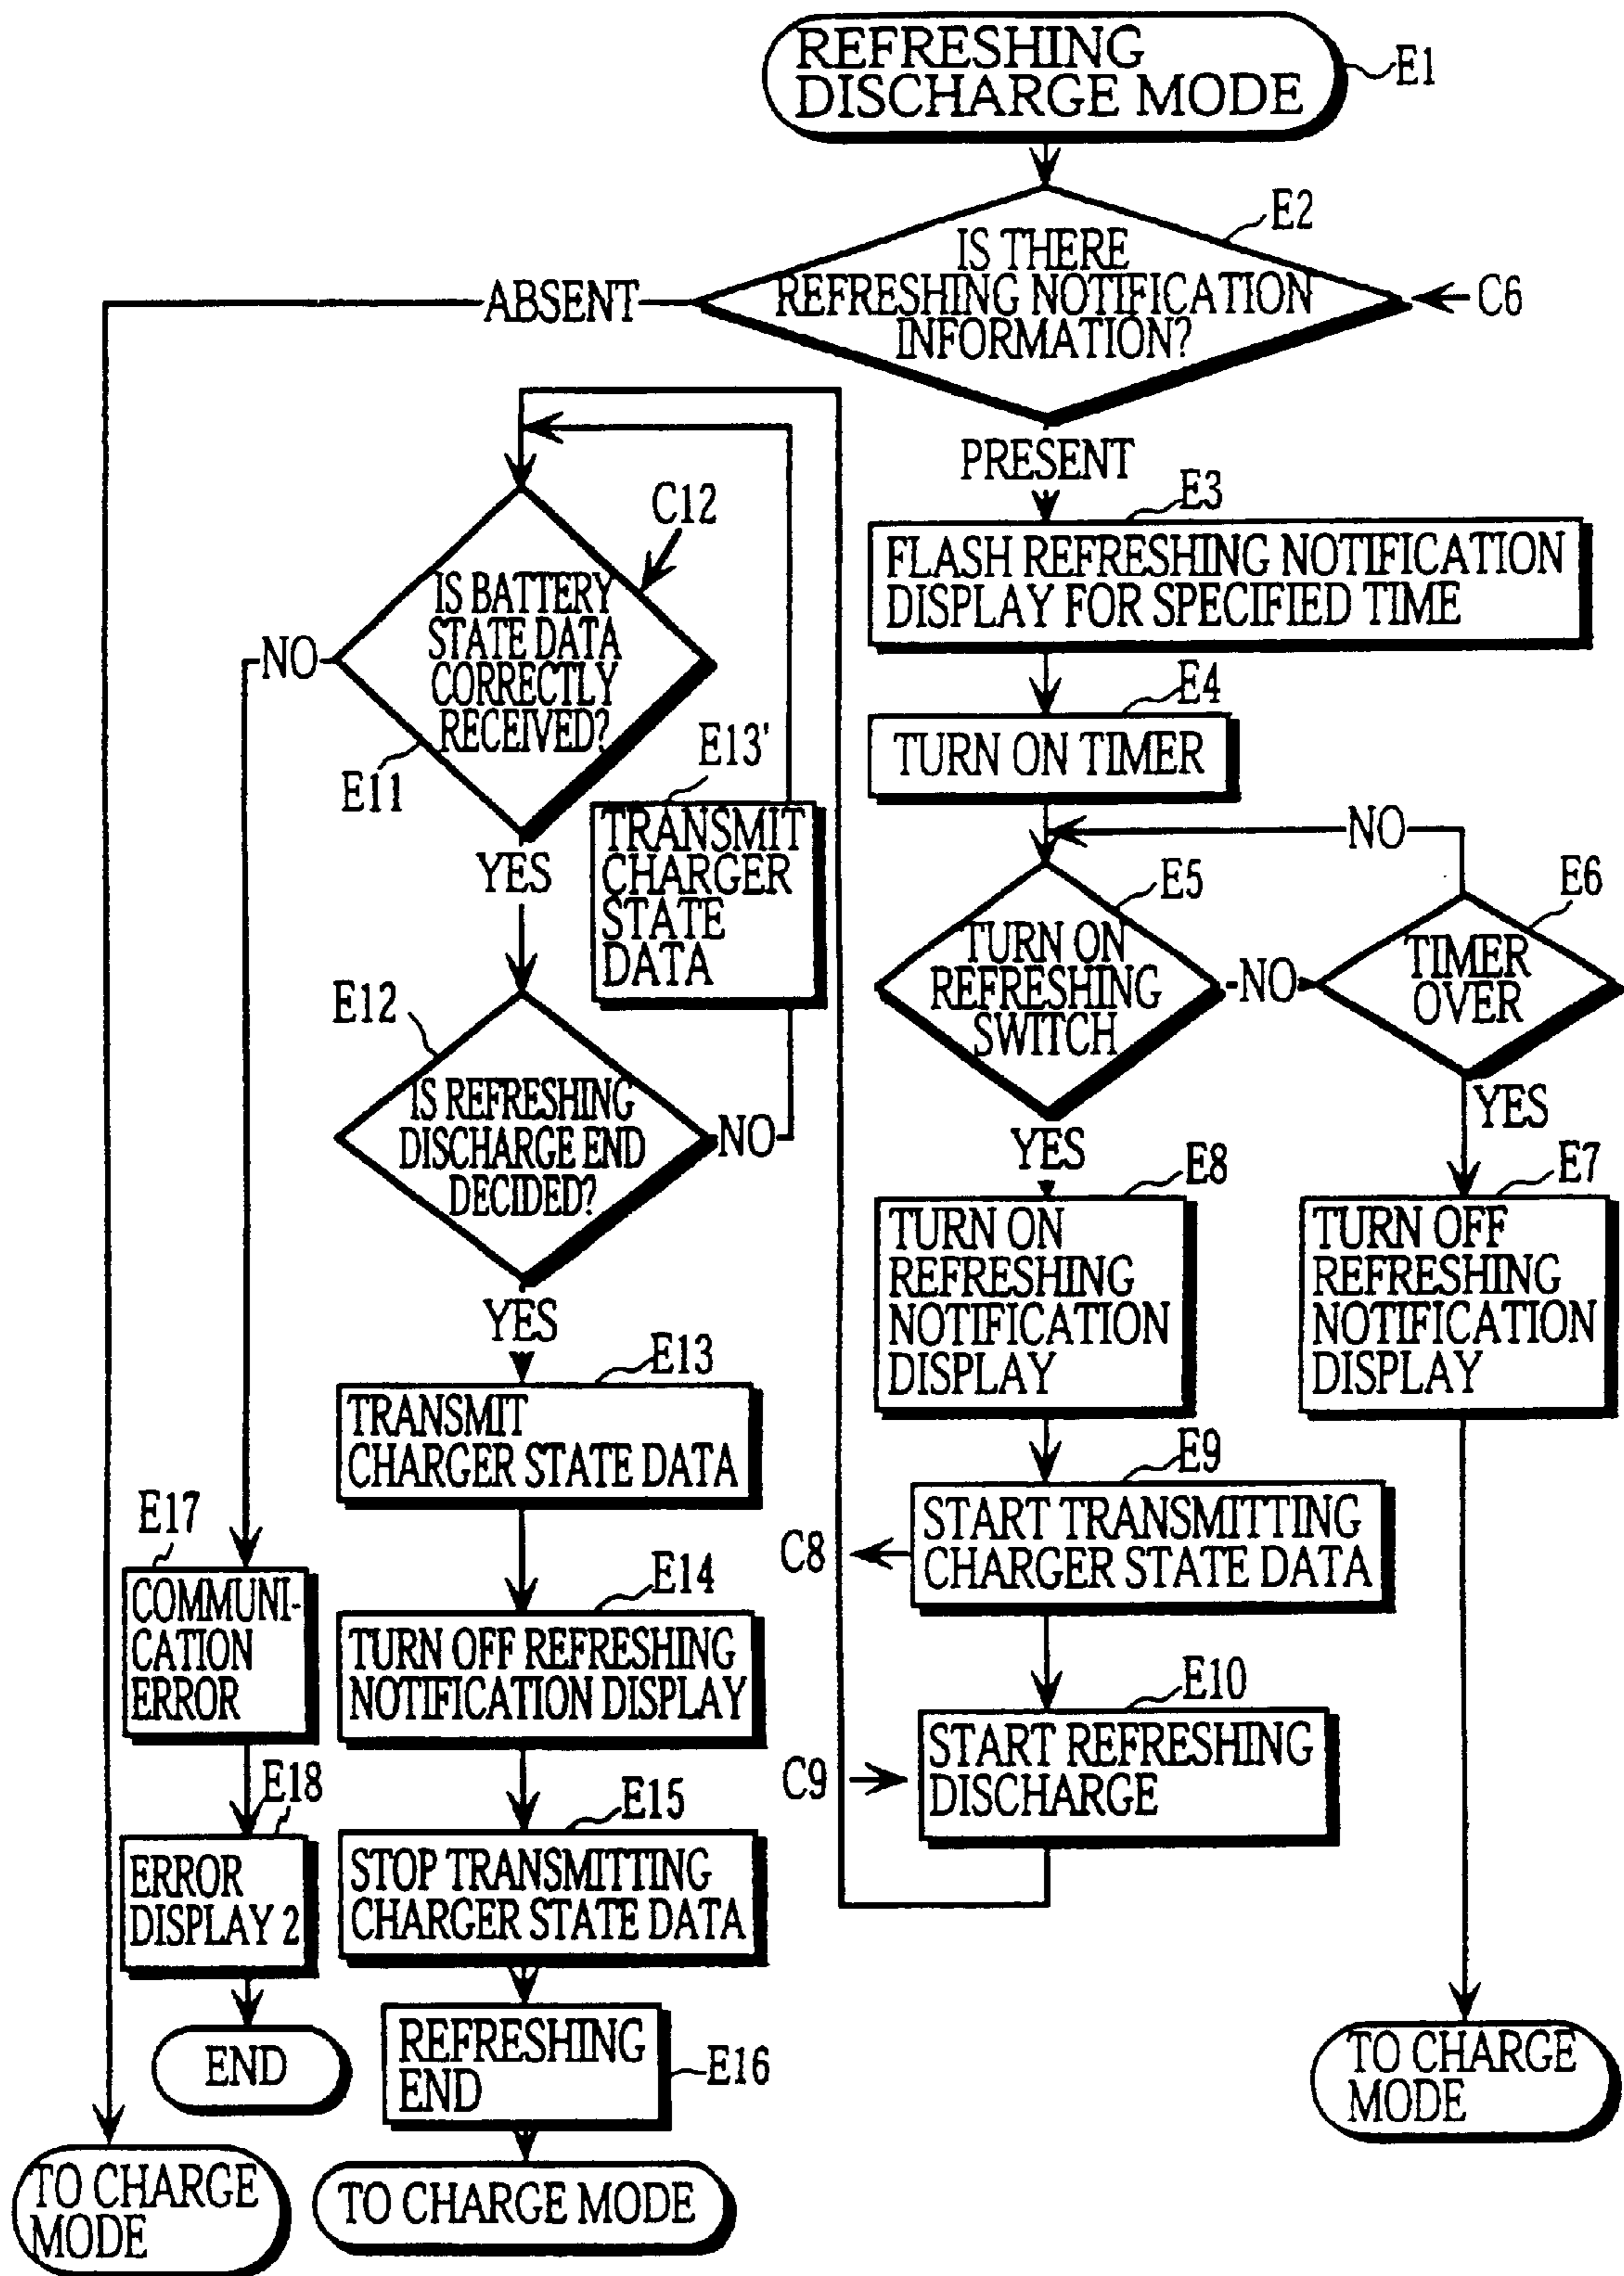 REFRESHING
DISCHARGE MODE
E1
E2
IS THERE
REFRESHING NOTIFICATION
INFORMATION?
C6
ABSENT
PRESENT
E3
FLASH REFRESHING NOTIFICATION
DISPLAY FOR SPECIFIED TIME
E4
TURN ON TIMER
NO
E5
TURN ON
REFRESHING
SWITCH
NO
E6
TIMER
OVER
YES
YES
E7
TURN OFF
REFRESHING
NOTIFICATION
DISPLAY
TO CHARGE
MODE
E8
TURN ON
REFRESHING
NOTIFICATION
DISPLAY
E9
START TRANSMITTING
CHARGER STATE DATA
C8
E10
START REFRESHING
DISCHARGE
C9
C12
IS BATTERY
STATE DATA
CORRECTLY
RECEIVED?
E11
NO
YES
E13'
TRANSMIT
CHARGER
STATE
DATA
E12
IS REFRESHING
DISCHARGE END
DECIDED?
NO
YES
E13
TRANSMIT
CHARGER STATE DATA
E14
TURN OFF REFRESHING
NOTIFICATION DISPLAY
E15
STOP TRANSMITTING
CHARGER STATE DATA
REFRESHING
END
E16
TO CHARGE MODE
E17
COMMUNI-
CATION
ERROR
E18
ERROR
DISPLAY 2
END
TO CHARGE
MODE